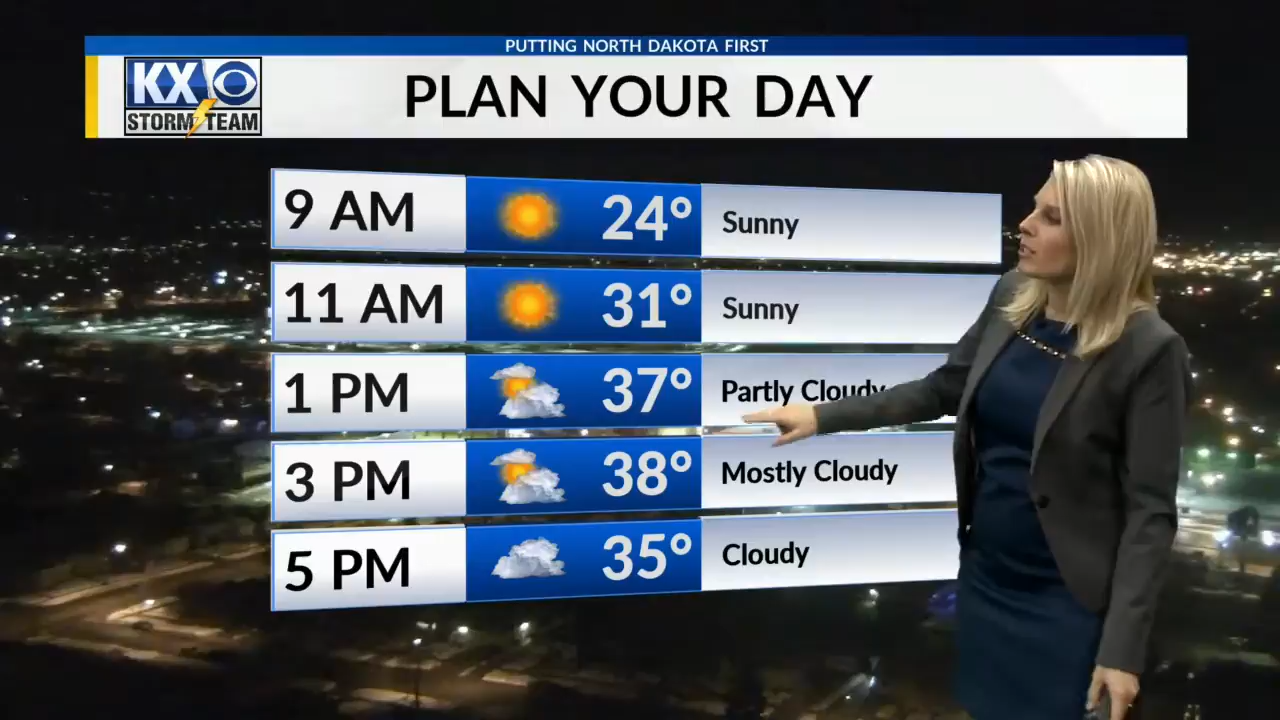 PUTTING NORTH DAKOTA FIRST
KX
STORM TEAM
PLAN YOUR DAY
9 AM 24° Sunny
11 AM 31° Sunny
1 PM 37° Partly Cloudy
3 PM 38° Mostly Cloudy
5 PM 35° Cloudy